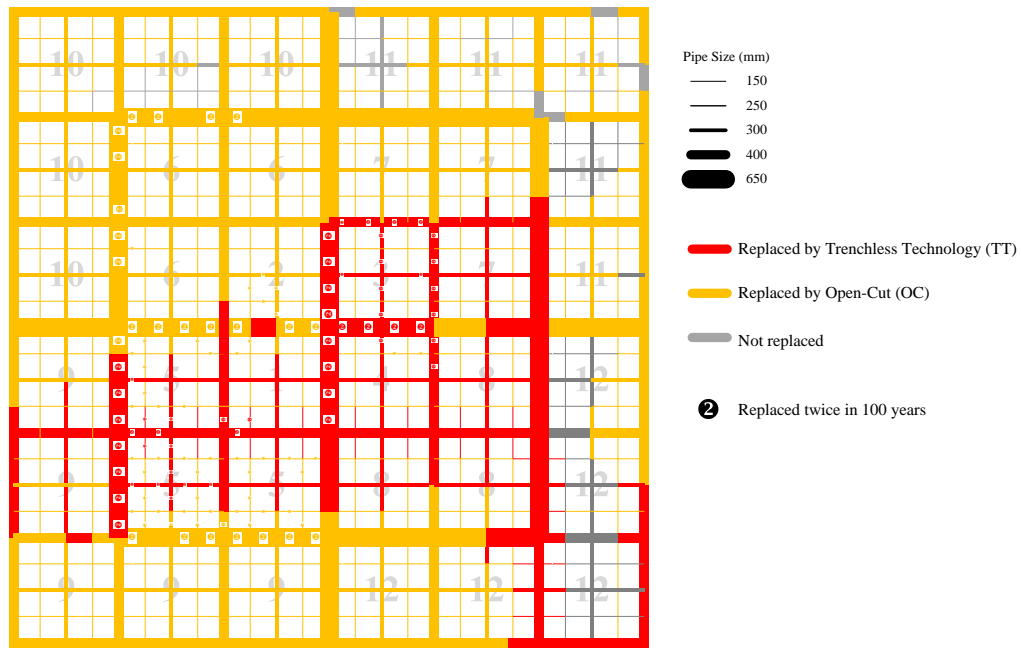 10 10 10 11 11 11
10 6 6 7 7 11
10 6 2 3 7 11
9 5 1 4 8 12
9 5 5 8 8 12
9 9 9 12 12 12
Pipe Size (mm)
150
250
300
400
650
Replaced by Trenchless Technology (TT)
Replaced by Open-Cut (OC)
Not replaced
2 Replaced twice in 100 years